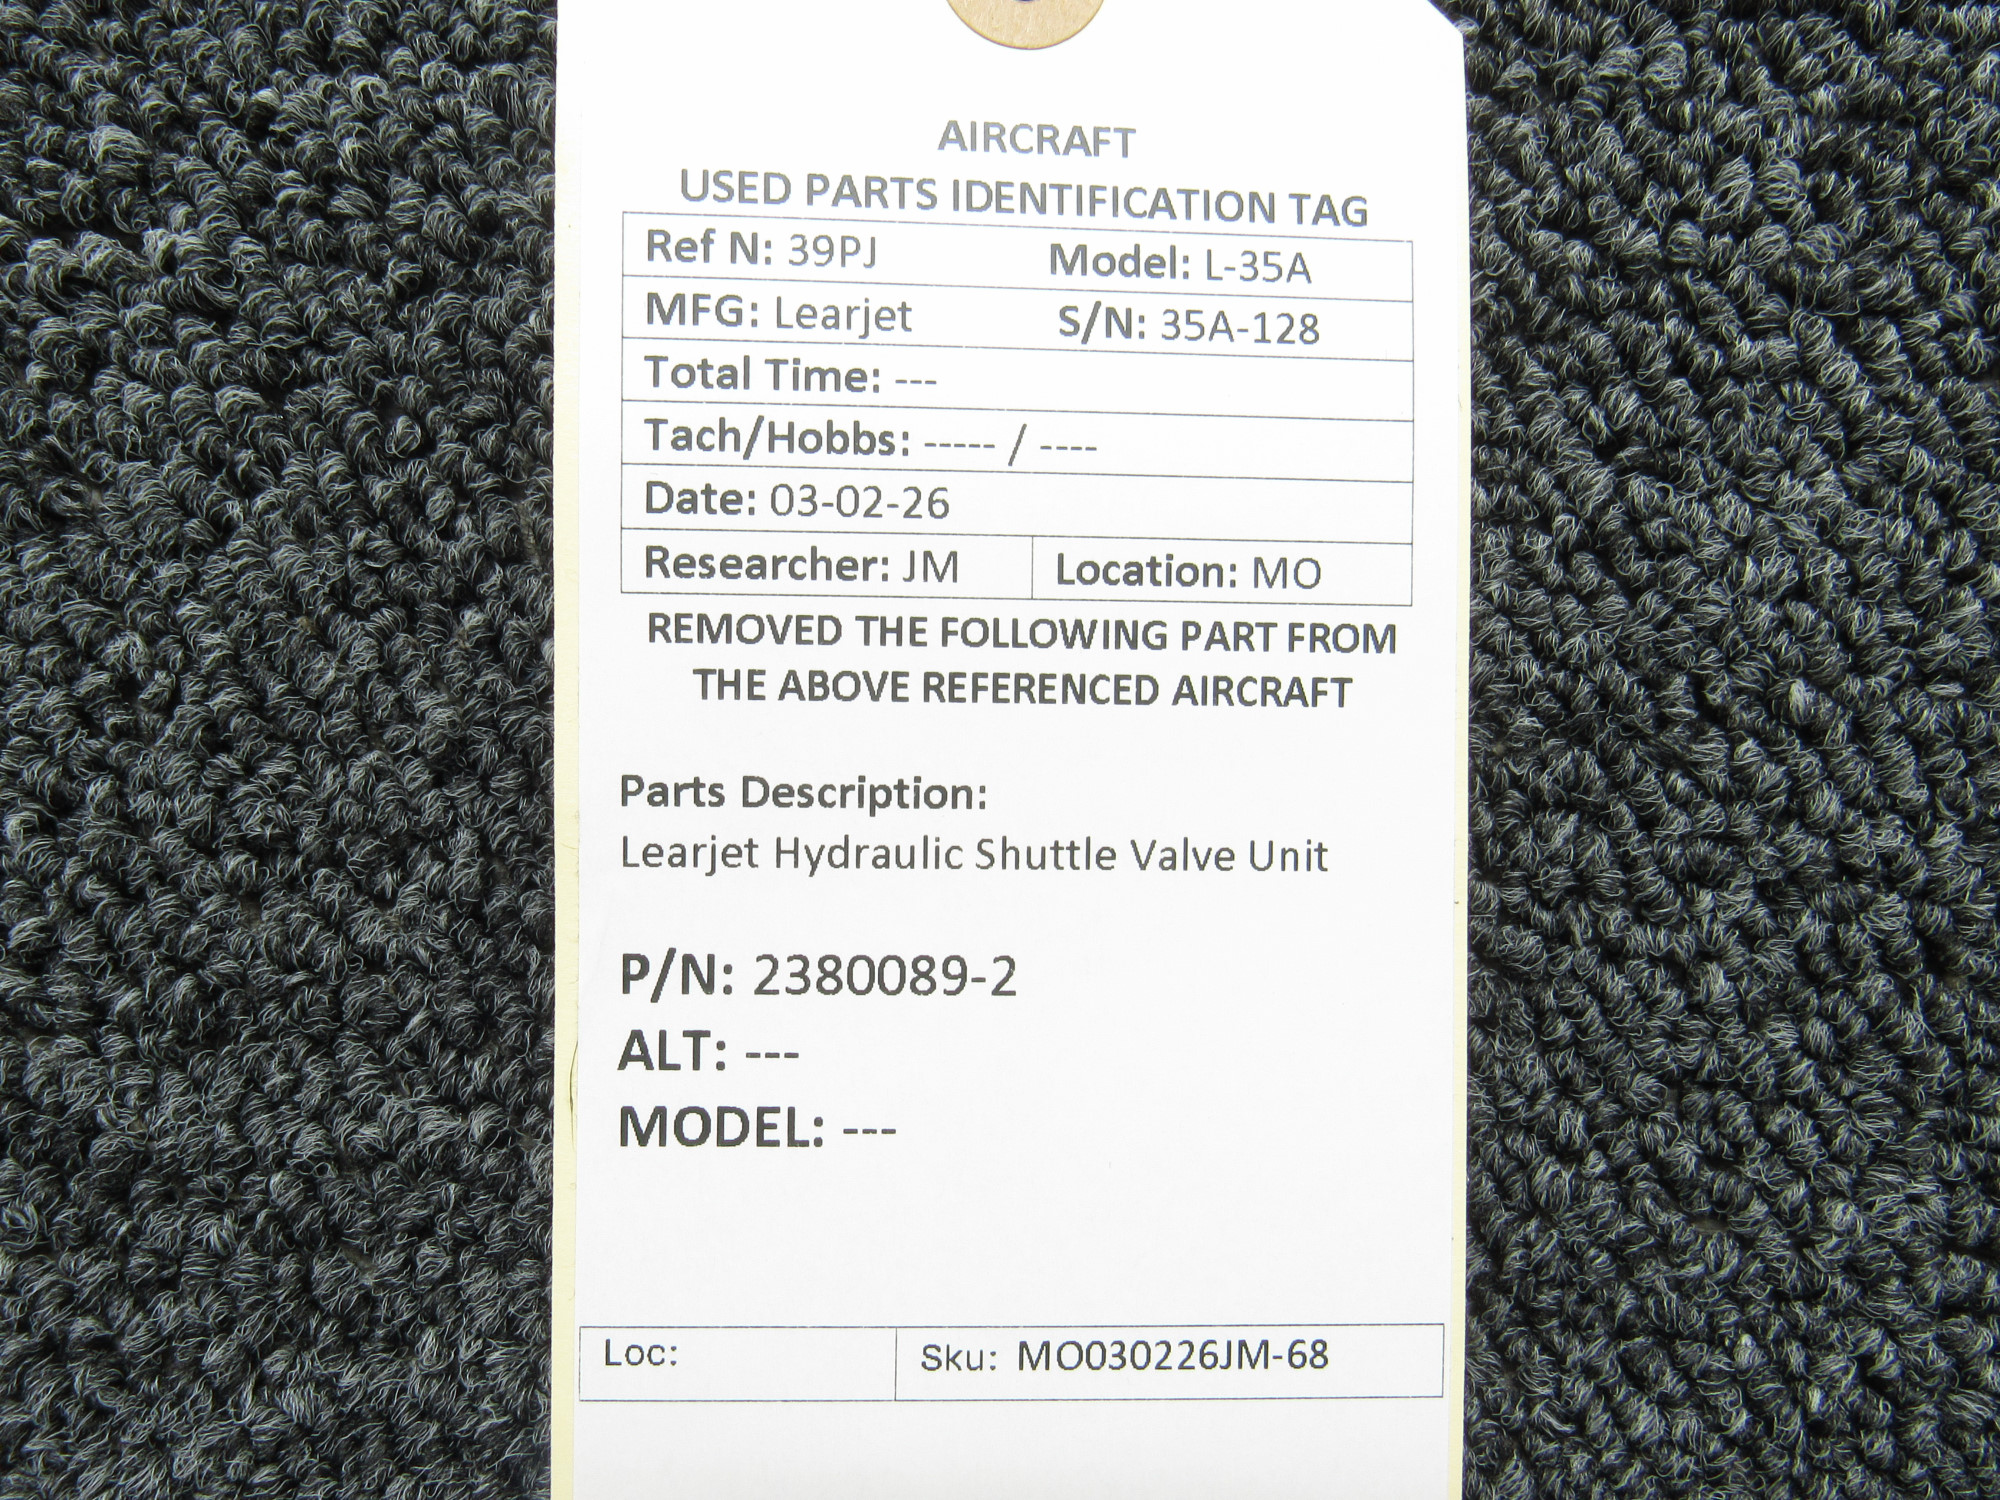 AIRCRAFT
USED PARTS IDENTIFICATION TAG
Ref N: 39PJ Model: L-35A
MFG: Learjet S/N: 35A-128
Total Time: ---
Tach/Hobbs: ----- / ----
Date: 03-02-26
Researcher: JM Location: MO
REMOVED THE FOLLOWING PART FROM
THE ABOVE REFERENCED AIRCRAFT
Parts Description:
Learjet Hydraulic Shuttle Valve Unit
P/N: 2380089-2
ALT: ---
MODEL: ---
Loc: Sku: MO030226JM-68